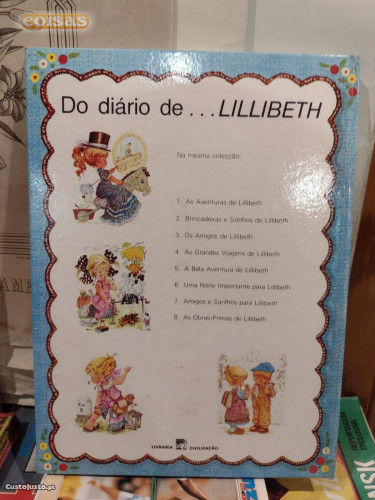 coisas
Do diário de... LILLIBETH
Na mesma colecção:
1. As Aventuras de Lillibeth
2. Brincadeiras e Sonhos de Lillibeth
3. Os Amigos de Lillibeth
4. As Grandes Viagens de Lillibeth
5. A Bela Aventura de Lillibeth
6. Uma Noite Importante para Lillibeth
7. Amigos e Sarilhos para Lillibeth
8. As Obras-Primas de Lillibeth
LIVRARIA CIVILIZAÇÃO
CustoJusto.pt